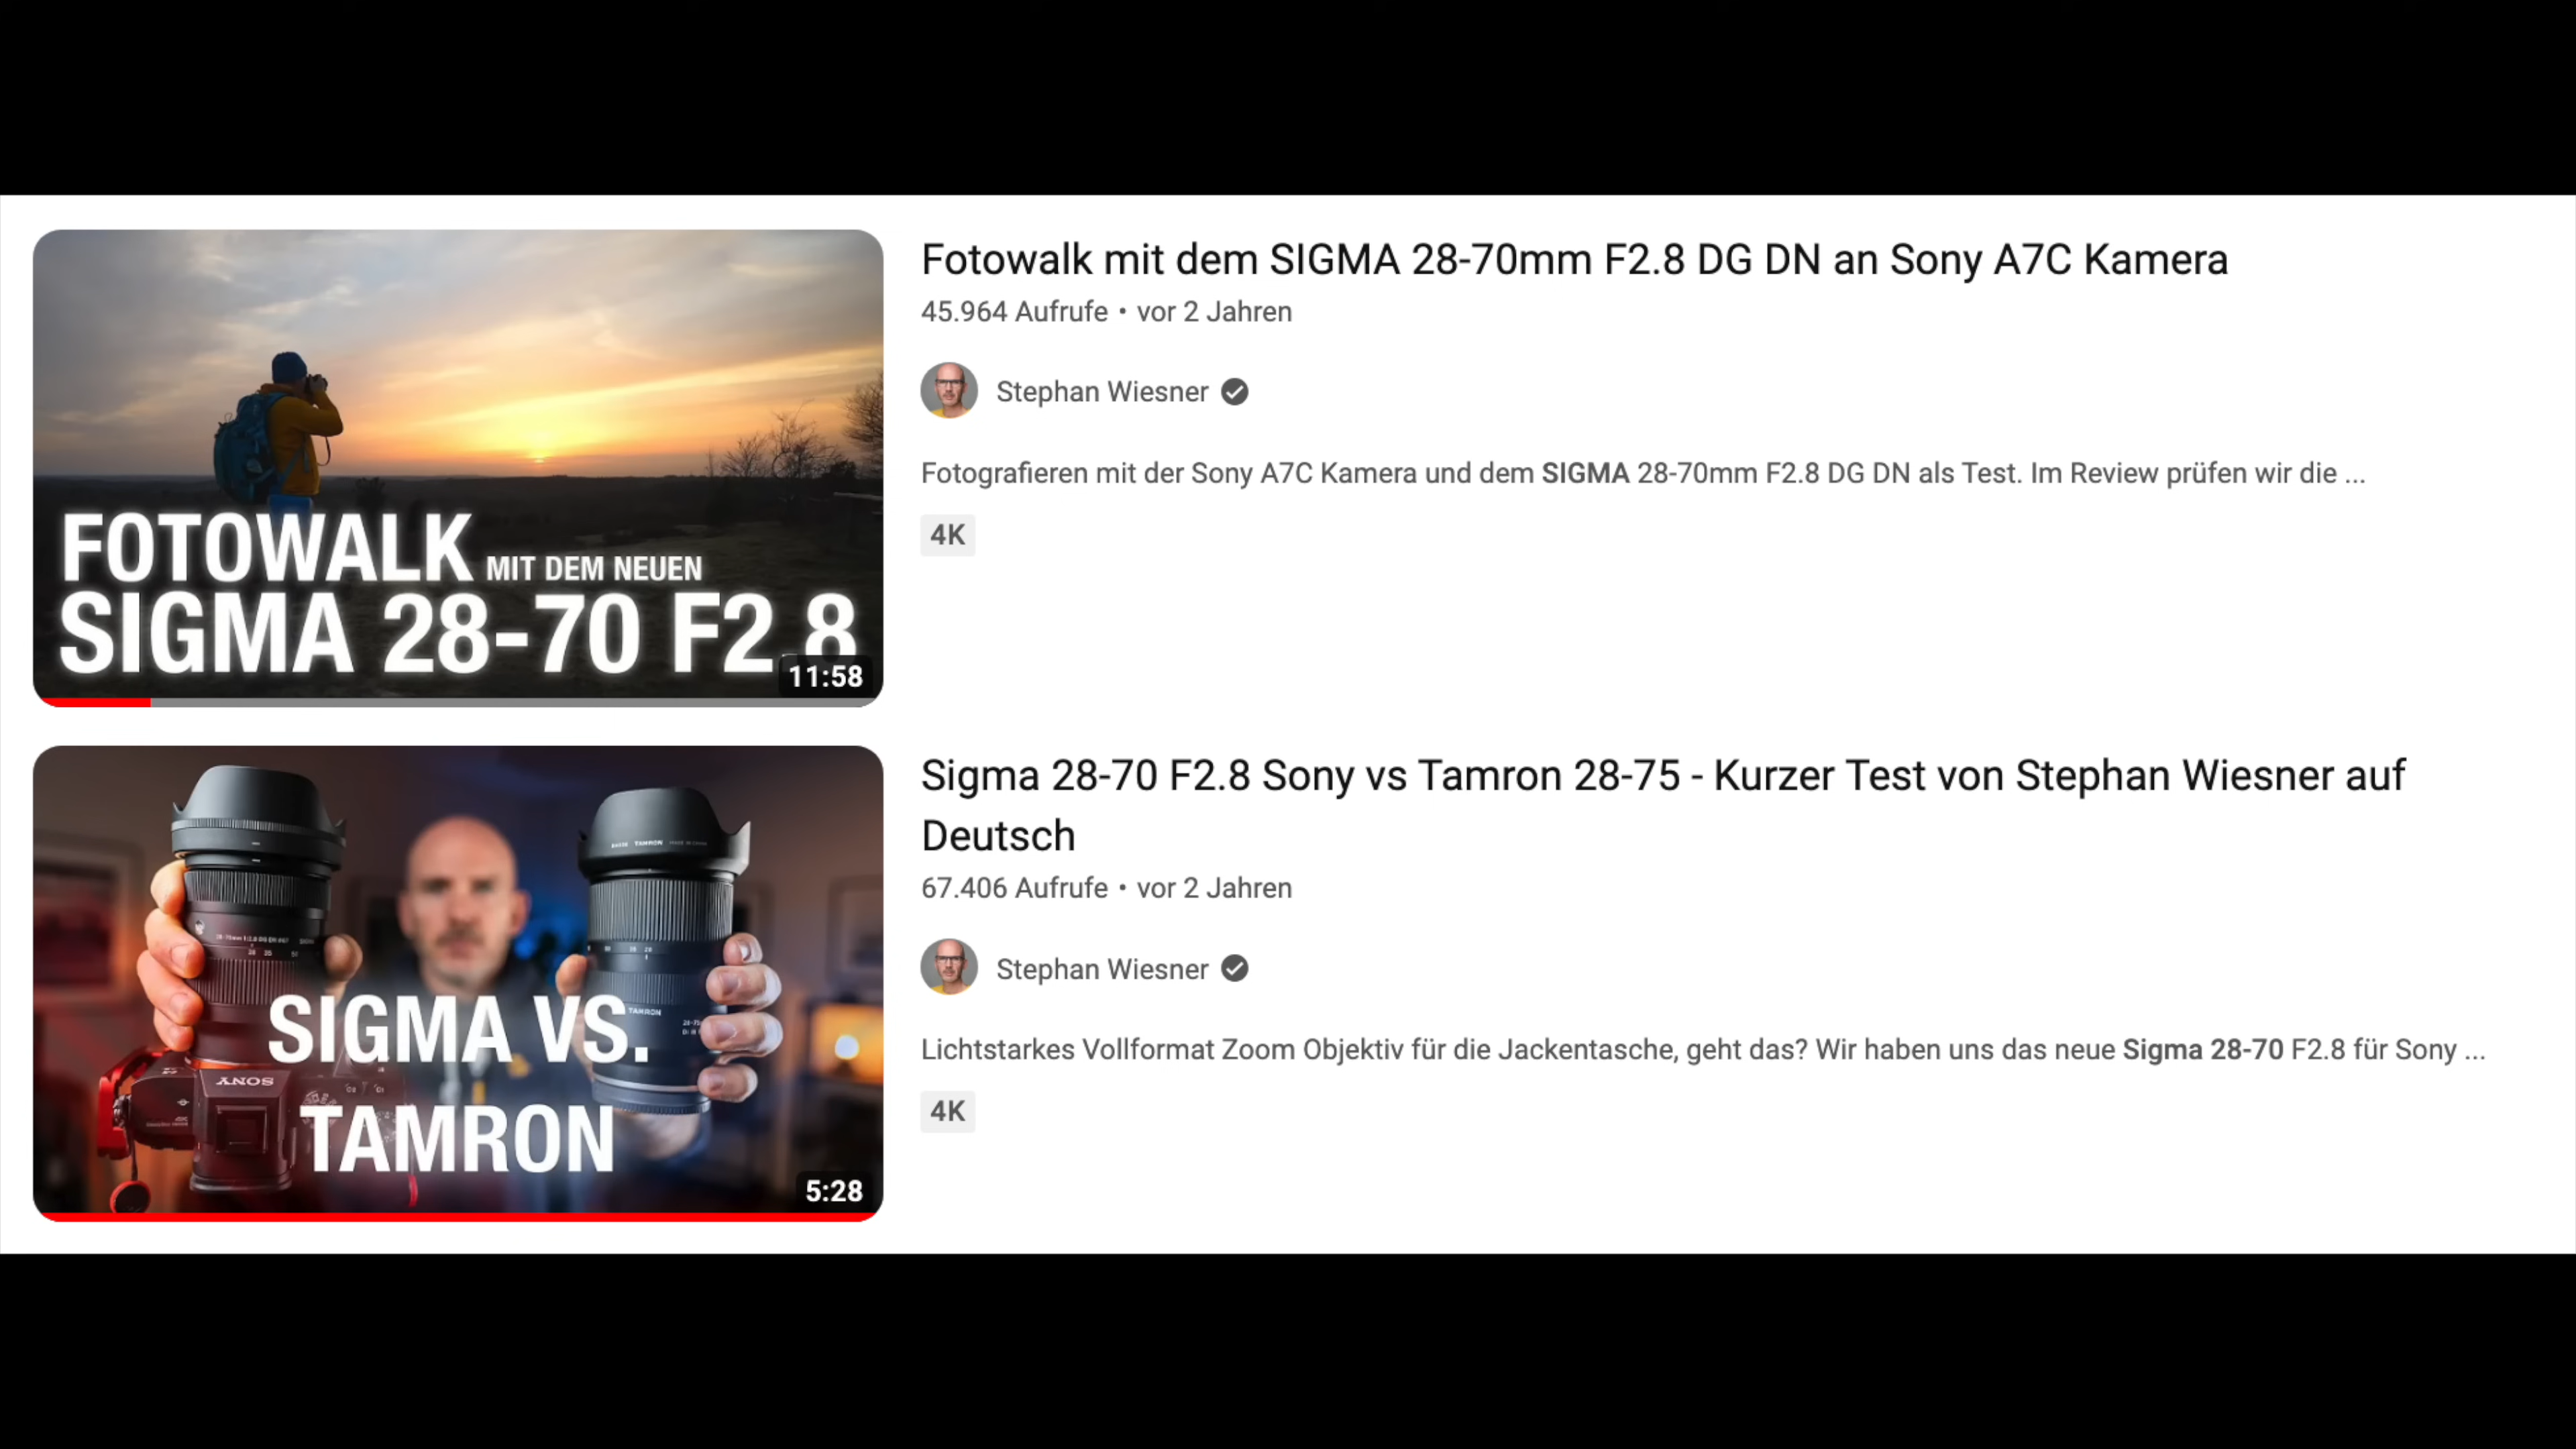 Fotowalk mit dem SIGMA 28-70mm F2.8 DG DN an Sony A7C Kamera
45.964 Aufrufe • vor 2 Jahren
Stephan Wiesner
Fotografieren mit der Sony A7C Kamera und dem SIGMA 28-70mm F2.8 DG DN als Test. Im Review prüfen wir die ...
4K
FOTOWALK MIT DEM NEUEN
SIGMA 28-70 F2.8
11:58
Sigma 28-70 F2.8 Sony vs Tamron 28-75 - Kurzer Test von Stephan Wiesner auf
Deutsch
67.406 Aufrufe • vor 2 Jahren
Stephan Wiesner
Lichtstarkes Vollformat Zoom Objektiv für die Jackentasche, geht das? Wir haben uns das neue Sigma 28-70 F2.8 für Sony ...
4K
TAMRON
SIGMA VS.
TAMRON
TAMRON
SONY
5:28